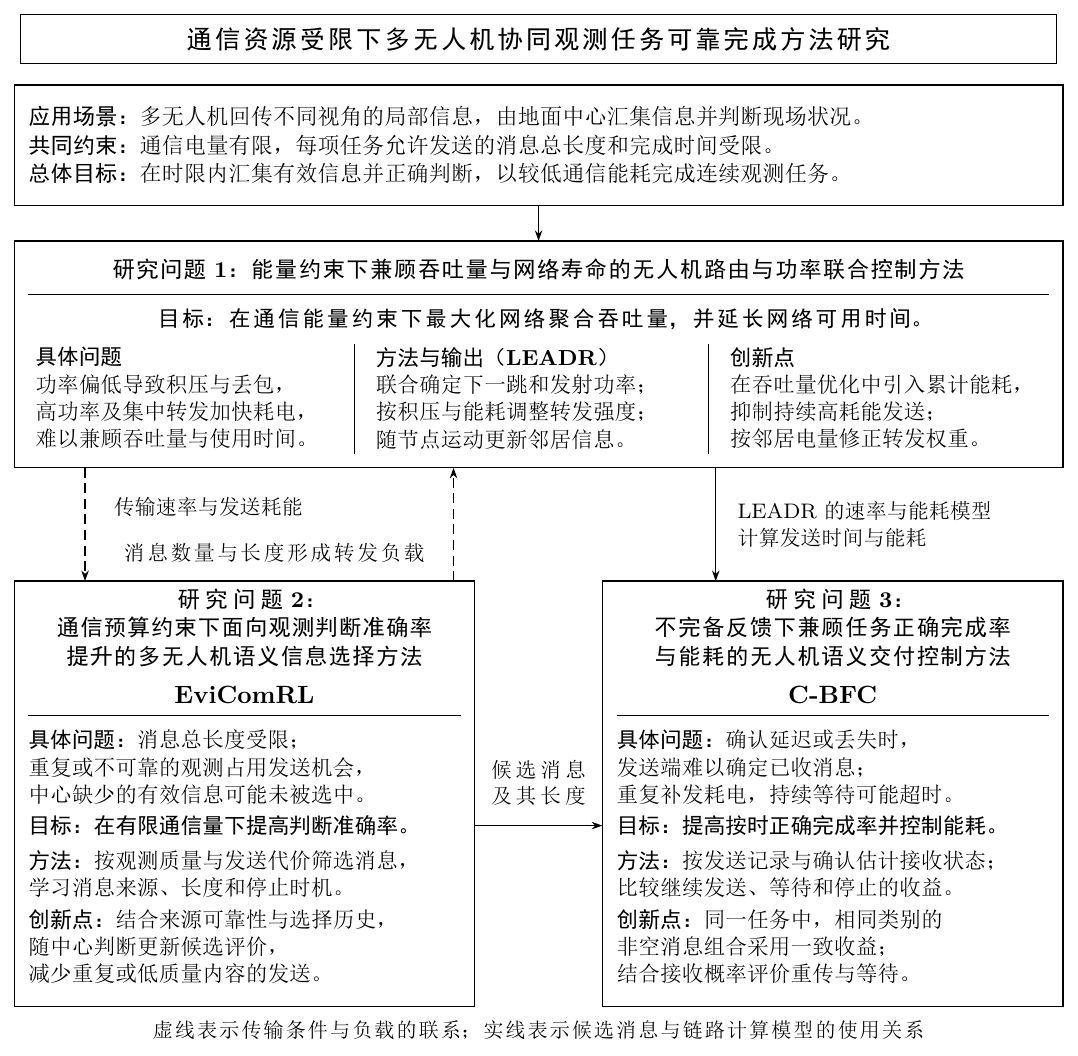 通信资源受限下多无人机协同观测任务可靠完成方法研究
应用场景：多无人机回传不同视角的局部信息，由地面中心汇集信息并判断现场状况。
共同约束：通信电量有限，每项任务允许发送的消息总长度和完成时间受限。
总体目标：在时限内汇集有效信息并正确判断，以较低通信能耗完成连续观测任务。
研究问题 1：能量约束下兼顾吞吐量与网络寿命的无人机路由与功率联合控制方法
目标：在通信能量约束下最大化网络聚合吞吐量，并延长网络可用时间。
具体问题
功率偏低导致积压与丢包，
高功率及集中转发加快耗电，
难以兼顾吞吐量与使用时间。
方法与输出（LEADR）
联合确定下一跳和发射功率；
按积压与能耗调整转发强度；
随节点运动更新邻居信息。
创新点
在吞吐量优化中引入累计能耗，
抑制持续高耗能发送；
按邻居电量修正转发权重。
传输速率与发送耗能
消息数量与长度形成转发负载
LEADR 的速率与能耗模型
计算发送时间与能耗
研究问题 2：
通信预算约束下面向观测判断准确率
提升的多无人机语义信息选择方法
EviComRL
具体问题：消息总长度受限；
重复或不可靠的观测占用发送机会，
中心缺少的有效信息可能未被选中。
目标：在有限通信量下提高判断准确率。
方法：按观测质量与发送代价筛选消息，
学习消息来源、长度和停止时机。
创新点：结合来源可靠性与选择历史，
随中心判断更新候选评价，
减少重复或低质量内容的发送。
候选消息
及其长度
研究问题 3：
不完备反馈下兼顾任务正确完成率
与能耗的无人机语义交付控制方法
C-BFC
具体问题：确认延迟或丢失时，
发送端难以确定已收消息；
重复补发耗电，持续等待可能超时。
目标：提高按时正确完成率并控制能耗。
方法：按发送记录与确认估计接收状态；
比较继续发送、等待和停止的收益。
创新点：同一任务中，相同类别的
非空消息组合采用一致收益；
结合接收概率评价重传与等待。
虚线表示传输条件与负载的联系；实线表示候选消息与链路计算模型的使用关系